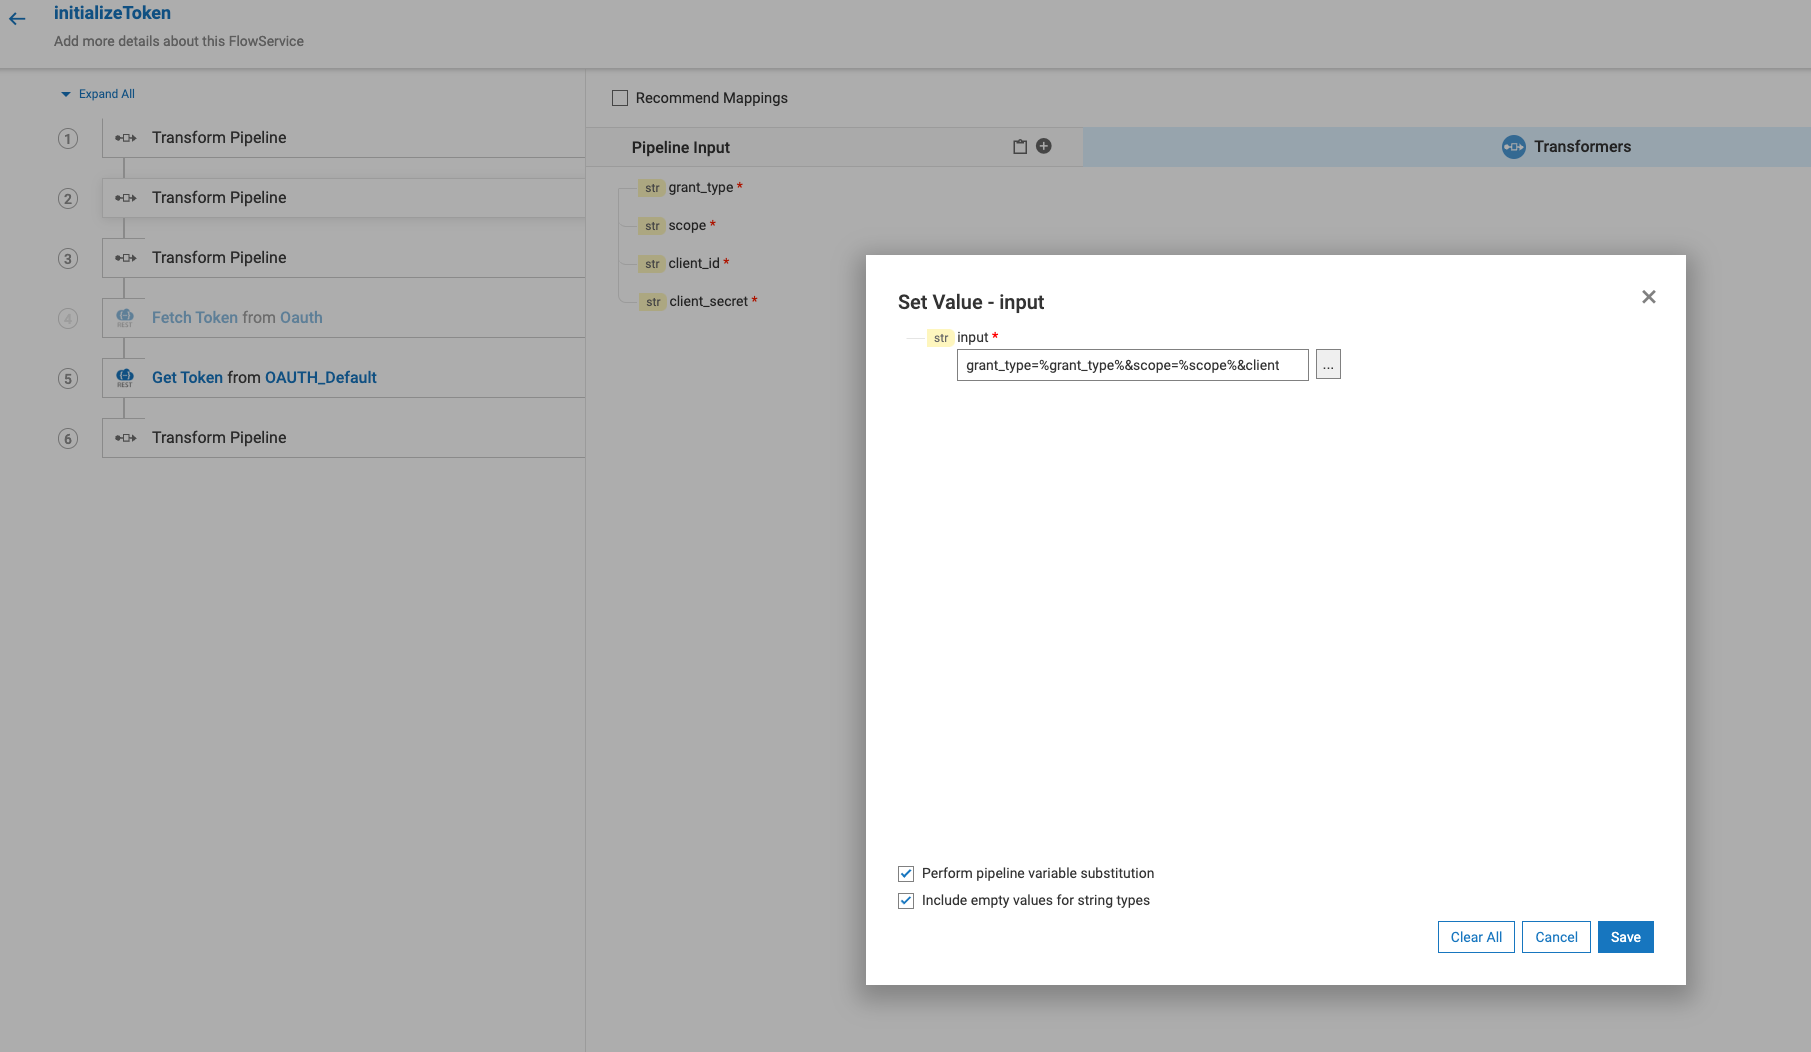 initializeToken
Add more details about this FlowService
Expand All
1 Transform Pipeline
2 Transform Pipeline
3 Transform Pipeline
4 REST Fetch Token from Oauth
5 REST Get Token from OAUTH_Default
6 Transform Pipeline
Recommend Mappings
Pipeline Input
Transformers
str grant_type *
str scope *
str client_id *
str client_secret *
Set Value - input
str input *
grant_type=%grant_type%&scope=%scope%&client
...
Perform pipeline variable substitution
Include empty values for string types
Clear All Cancel Save